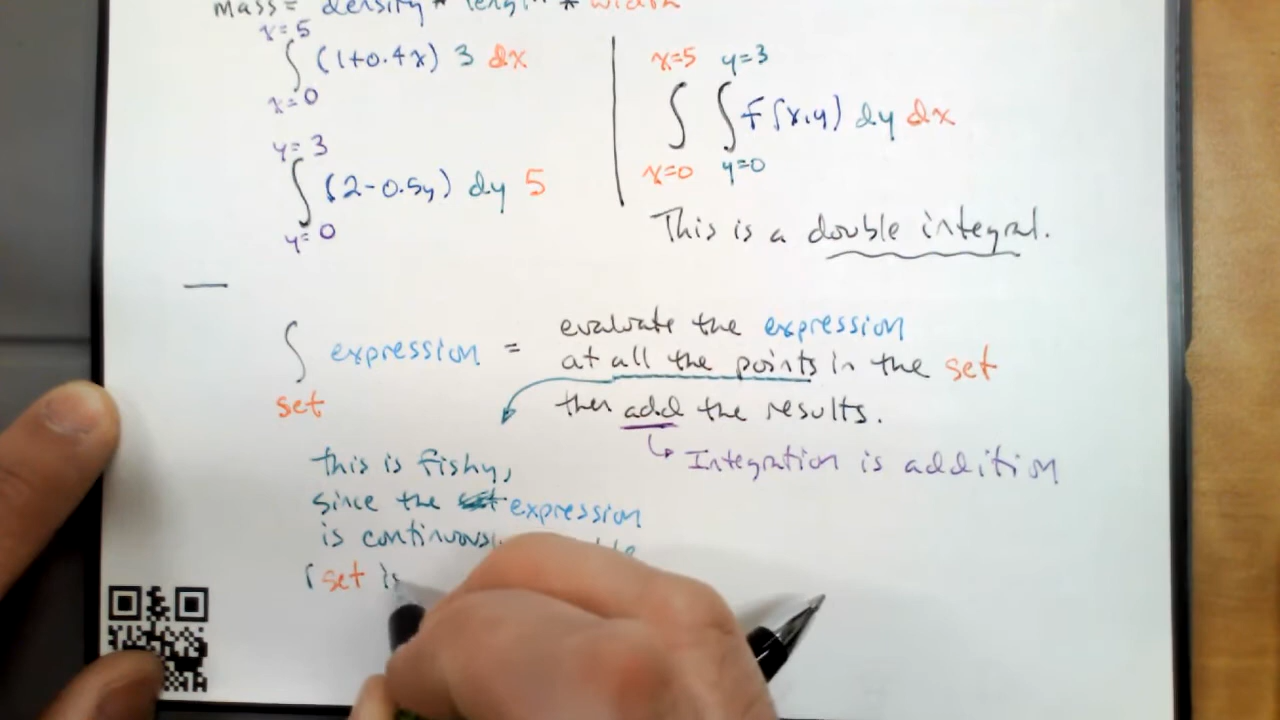 mass = density * length * width
x=5
∫ (1+0.4x) 3 dx
x=0
y=3
∫ (2-0.5y) dy 5
y=0
x=5 y=3
∫ ∫ f(x,y) dy dx
x=0 y=0
This is a double integral.
∫ expression =
set
evaluate the expression
at all the points in the set
then add the results.
↳ Integration is addition
this is fishy,
since the expression
is continuous
(set is